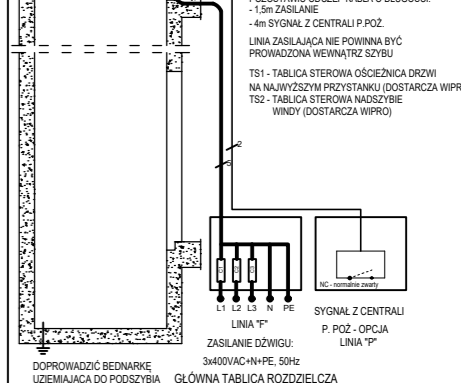 - 1,5m ZASILANIE
- 4m SYGNAŁ Z CENTRALI P.POŻ.
LINIA ZASILAJĄCA NIE POWINNA BYĆ
PROWADZONA WEWNĄTRZ SZYBU
TS1 - TABLICA STEROWA OŚCIEŻNICA DRZWI
NA NAJWYŻSZYM PRZYSTANKU (DOSTARCZA WIPR
TS2 - TABLICA STEROWA NADSZYBIE
WINDY (DOSTARCZA WIPRO)
2
5
NC - normalnie zwarty
L1 L2 L3 N PE
LINIA "F"
ZASILANIE DŹWIGU:
3x400VAC+N+PE, 50Hz
GŁÓWNA TABLICA ROZDZIELCZA
SYGNAŁ Z CENTRALI
P. POŻ - OPCJA
LINIA "P"
DOPROWADZIĆ BEDNARKĘ
UZIEMIAJĄCĄ DO PODSZYBIA